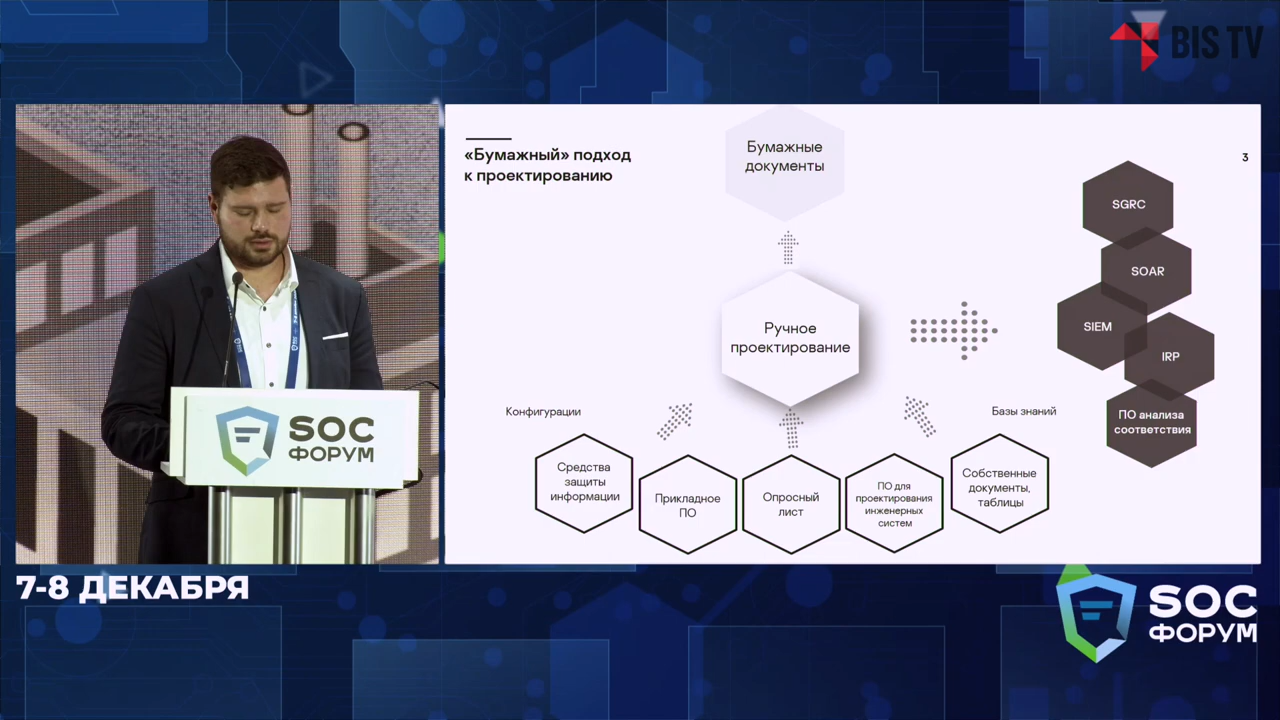 BIS TV
«Бумажный» подход
к проектированию
3
Бумажные
документы
Ручное
проектирование
SGRC
SOAR
SIEM
IRP
ПО анализа
соответствия
Конфигурации
Базы знаний
Средства
защиты
информации
Прикладное
ПО
Опросный
лист
ПО для
проектирования
инженерных
систем
Собственные
документы,
таблицы
SOC
ФОРУМ
7-8 ДЕКАБРЯ
SOC
ФОРУМ